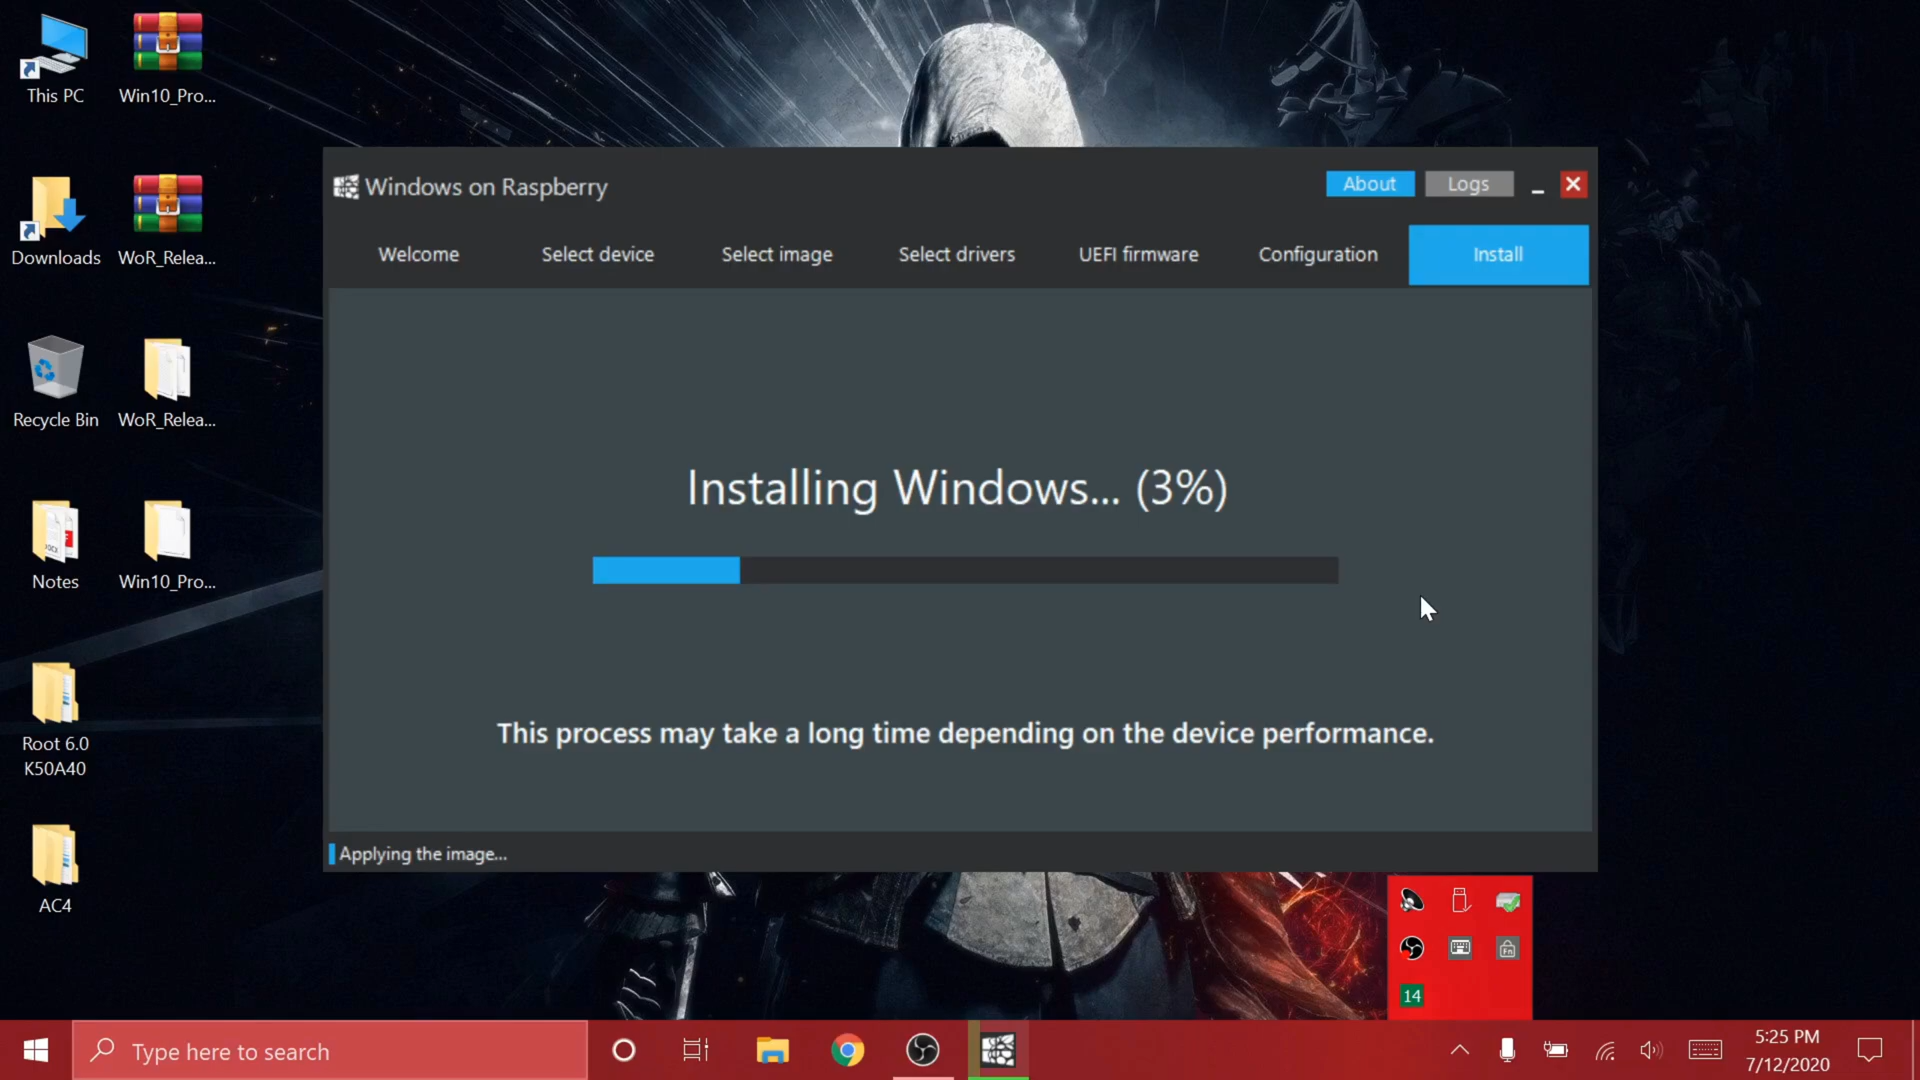 This PC
Win10_Pro...
Downloads
WoR_Relea...
Recycle Bin
WoR_Relea...
Notes
Win10_Pro...
Root 6.0
K50A40
AC4
Windows on Raspberry
About
Logs
Welcome
Select device
Select image
Select drivers
UEFI firmware
Configuration
Install
Installing Windows... (3%)
This process may take a long time depending on the device performance.
Applying the image...
Fn
14
Type here to search
5:25 PM
7/12/2020